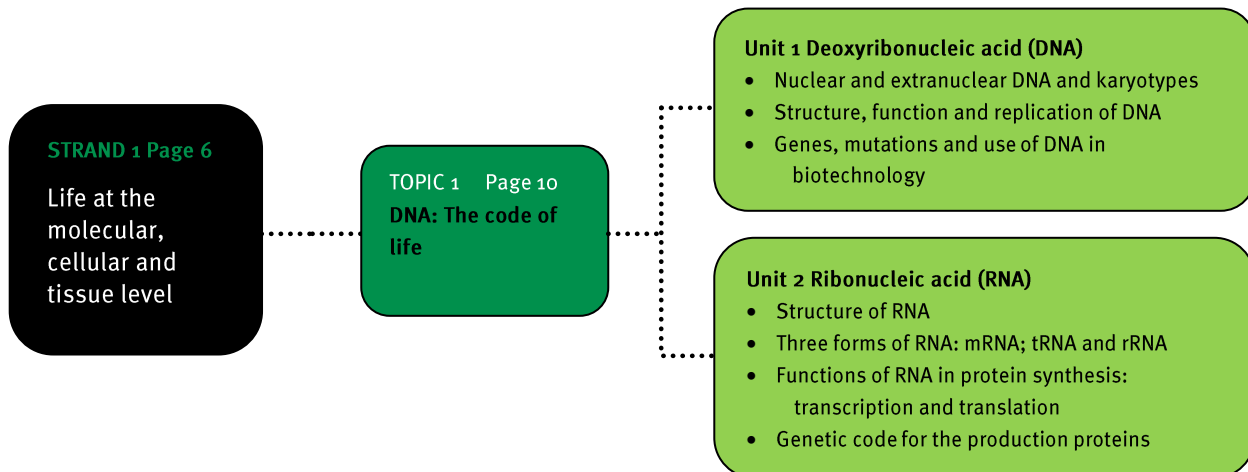 STRAND 1 Page 6
Life at the
molecular,
cellular and
tissue level
TOPIC 1 Page 10
DNA: The code of
life
Unit 1 Deoxyribonucleic acid (DNA)
• Nuclear and extranuclear DNA and karyotypes
• Structure, function and replication of DNA
• Genes, mutations and use of DNA in
biotechnology
Unit 2 Ribonucleic acid (RNA)
• Structure of RNA
• Three forms of RNA: mRNA; tRNA and rRNA
• Functions of RNA in protein synthesis:
transcription and translation
• Genetic code for the production proteins